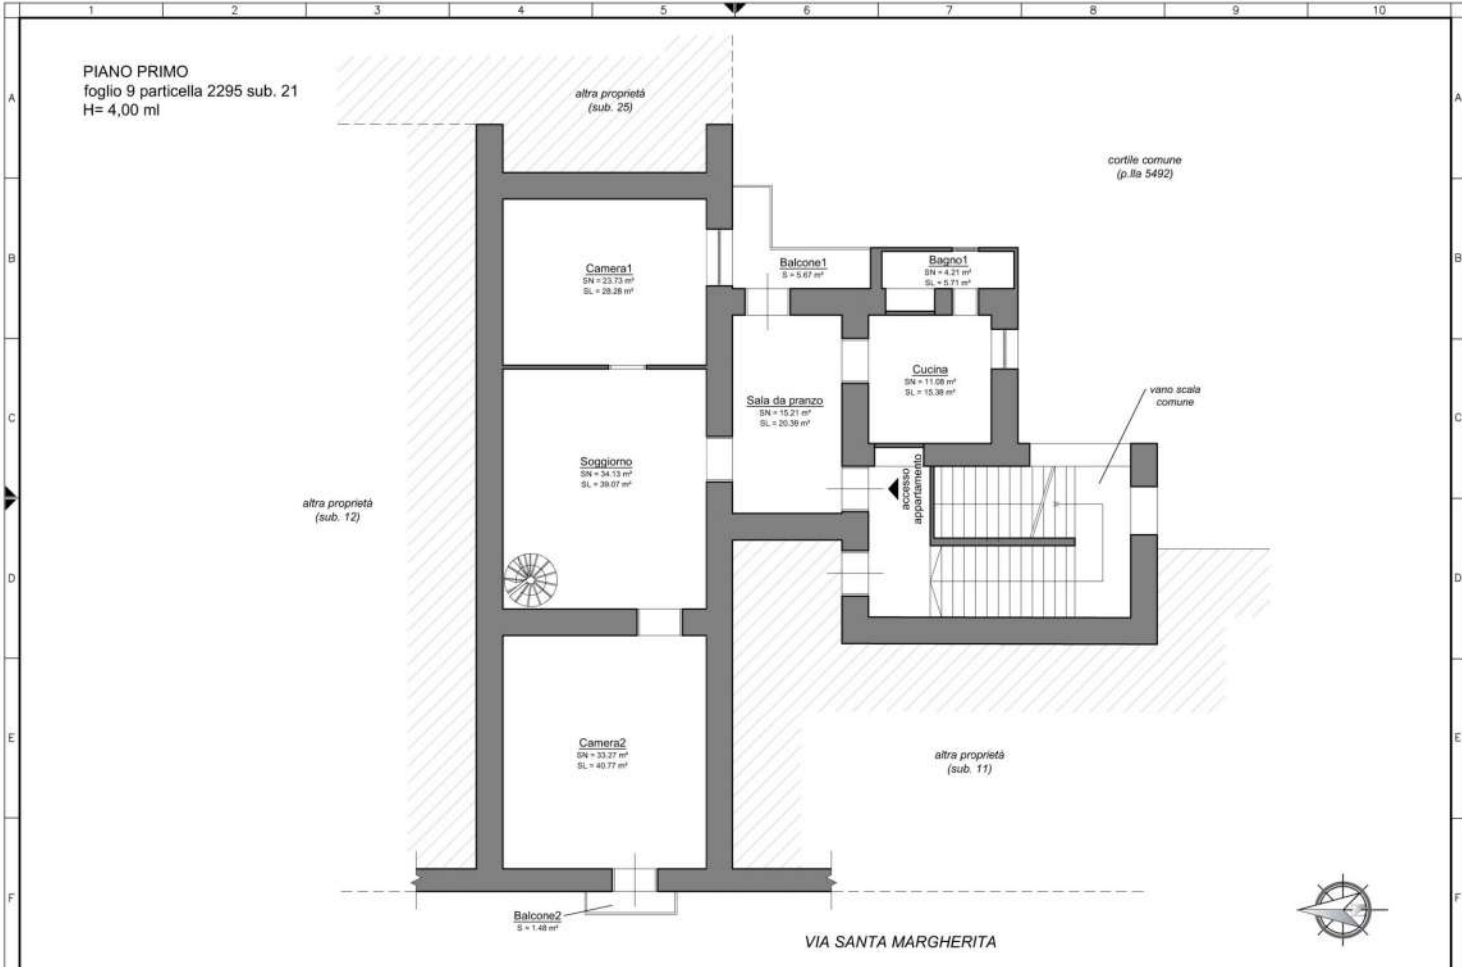 1 2 3 4 5 6 7 8 9 10
PIANO PRIMO
foglio 9 particella 2295 sub. 21
H= 4,00 ml
A
A
altra proprietà
(sub. 25)
cortile comune
(p.lla 5492)
B
B
Camera1
SN = 23.73 m²
SL = 28.28 m²
Balcone1
S = 5.67 m²
Bagno1
SN = 4.21 m²
SL = 5.71 m²
C
C
Cucina
SN = 11.08 m²
SL = 15.38 m²
vano scala
comune
Sala da pranzo
SN = 15.21 m²
SL = 20.39 m²
Soggiorno
SN = 34.13 m²
SL = 39.07 m²
accesso
appartamento
altra proprietà
(sub. 12)
D
D
E
E
Camera2
SN = 33.27 m²
SL = 40.77 m²
altra proprietà
(sub. 11)
F
F
Balcone2
S = 1.48 m²
VIA SANTA MARGHERITA